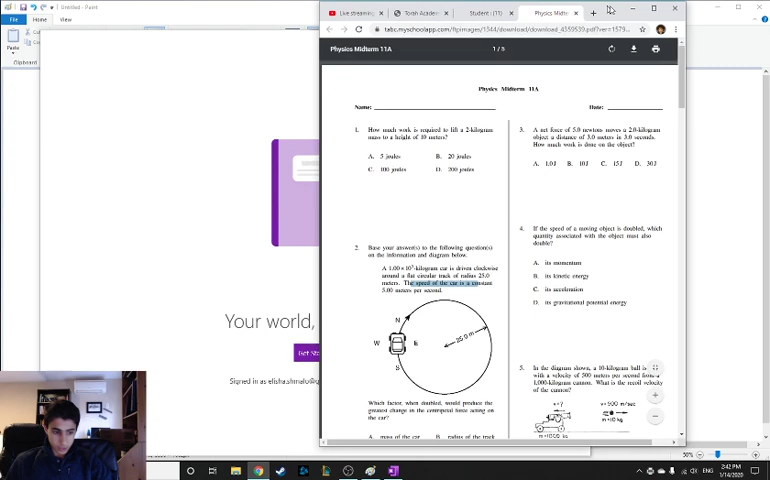 Untitled - Paint
File
Home
View
Paste
Clipboard
Live streaming
Torah Academ
Student : (11)
Physics Midte
tabc.myschoolapp.com/ftpimages/1344/download/download_4559539.pdf?ver=1579...
Physics Midterm 11A
1 / 5
Physics Midterm 11A
Name:
Date:
1. How much work is required to lift a 2-kilogram
mass to a height of 10 meters?
A. 5 joules B. 20 joules
C. 100 joules D. 200 joules
2. Base your answer(s) to the following question(s)
on the information and diagram below.
A 1.00 × 10³-kilogram car is driven clockwise
around a flat circular track of radius 25.0
meters. The speed of the car is a constant
5.00 meters per second.
N
W
S
25.0 m
Which factor, when doubled, would produce the
greatest change in the centripetal force acting on
the car?
A. mass of the car B. radius of the track
3. A net force of 5.0 newtons moves a 2.0-kilogram
object a distance of 3.0 meters in 3.0 seconds.
How much work is done on the object?
A. 1.0 J B. 10 J C. 15 J D. 30 J
4. If the speed of a moving object is doubled, which
quantity associated with the object must also
double?
A. its momentum
B. its kinetic energy
C. its acceleration
D. its gravitational potential energy
5. In the diagram shown, a 10-kilogram ball is
with a velocity of 500 meters per second from a
1,000-kilogram cannon. What is the recoil velocity
of the cannon?
v=?
v=500 m/sec
m=10 kg
Your world,
Get Sta
Signed in as elisha.shmalo@g
50%
ENG
2:42 PM
1/14/2020